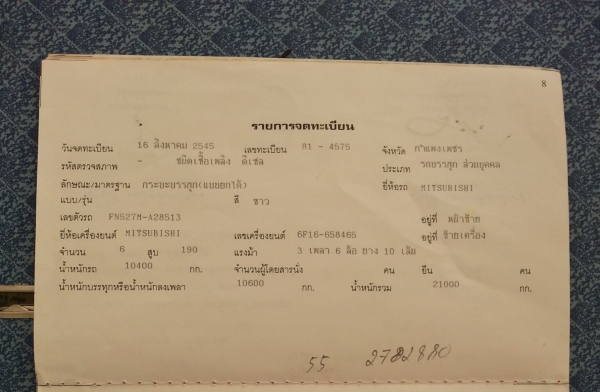 8
รายการจดทะเบียน
วันจดทะเบียน 16 สิงหาคม 2545 เลขทะเบียน 81 - 4575 จังหวัด กำแพงเพชร
รหัสตรวจสภาพ - ชนิดเชื้อเพลิง ดีเซล ประเภท รถบรรทุก ส่วนบุคคล
ลักษณะ/มาตรฐาน กระบะบรรทุก(แบบยกได้) ยี่ห้อรถ MITSUBISHI
แบบ/รุ่น สี ขาว
เลขตัวรถ FN527M-A28513 อยู่ที่ หน้าซ้าย
ยี่ห้อเครื่องยนต์ MITSUBISHI เลขเครื่องยนต์ 6F16-658465 อยู่ที่ ซ้ายเครื่อง
จำนวน 6 สูบ 190 แรงม้า 3 เพลา 6 ล้อ ยาง 10 เส้น
น้ำหนักรถ 10400 กก. จำนวนผู้โดยสารนั่ง คน ยืน คน
น้ำหนักบรรทุกหรือน้ำหนักลงเพลา 10600 กก. น้ำหนักรวม 21000 กก.
55 2782880